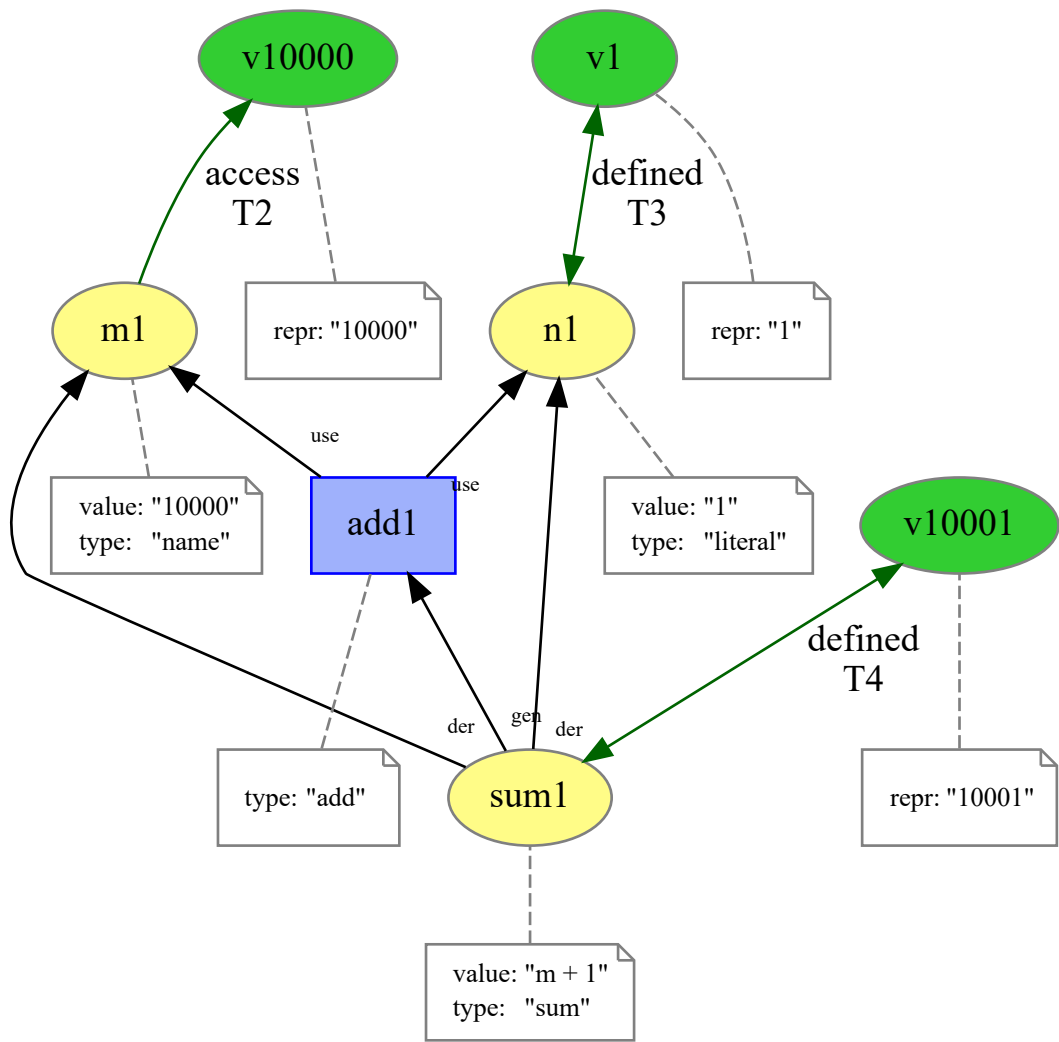 v10000
v1
access
T2
defined
T3
m1
repr: "10000"
n1
repr: "1"
use
use
value: "10000"
type: "name"
add1
value: "1"
type: "literal"
v10001
defined
T4
der
gen
der
type: "add"
sum1
repr: "10001"
value: "m + 1"
type: "sum"